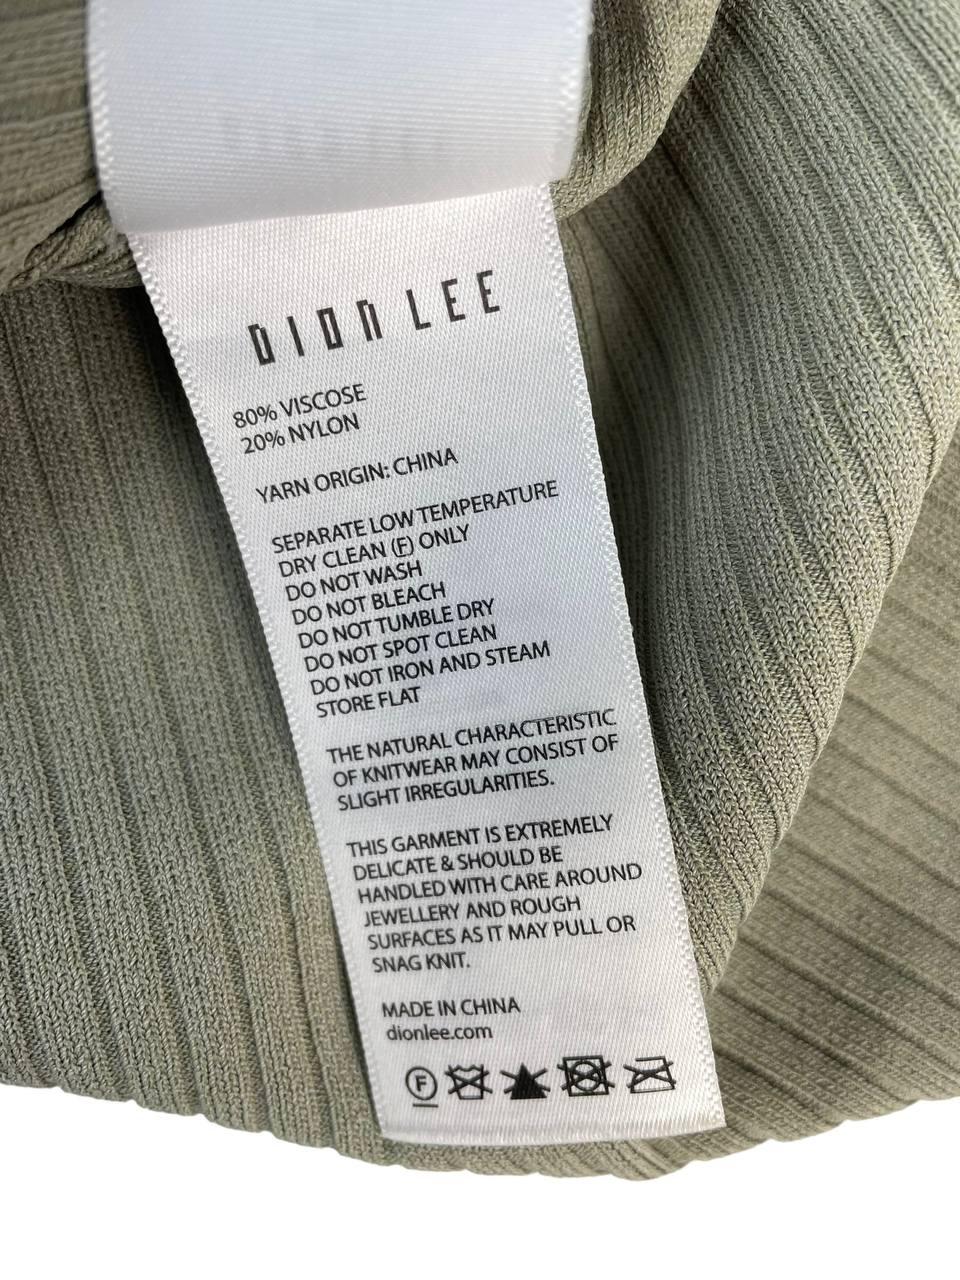 DION LEE
80% VISCOSE
20% NYLON
YARN ORIGIN: CHINA
SEPARATE LOW TEMPERATURE
DRY CLEAN (F) ONLY
DO NOT WASH
DO NOT BLEACH
DO NOT TUMBLE DRY
DO NOT SPOT CLEAN
DO NOT IRON AND STEAM
STORE FLAT
THE NATURAL CHARACTERISTIC
OF KNITWEAR MAY CONSIST OF
SLIGHT IRREGULARITIES.
THIS GARMENT IS EXTREMELY
DELICATE & SHOULD BE
HANDLED WITH CARE AROUND
JEWELLERY AND ROUGH
SURFACES AS IT MAY PULL OR
SNAG KNIT.
MADE IN CHINA
dionlee.com
F